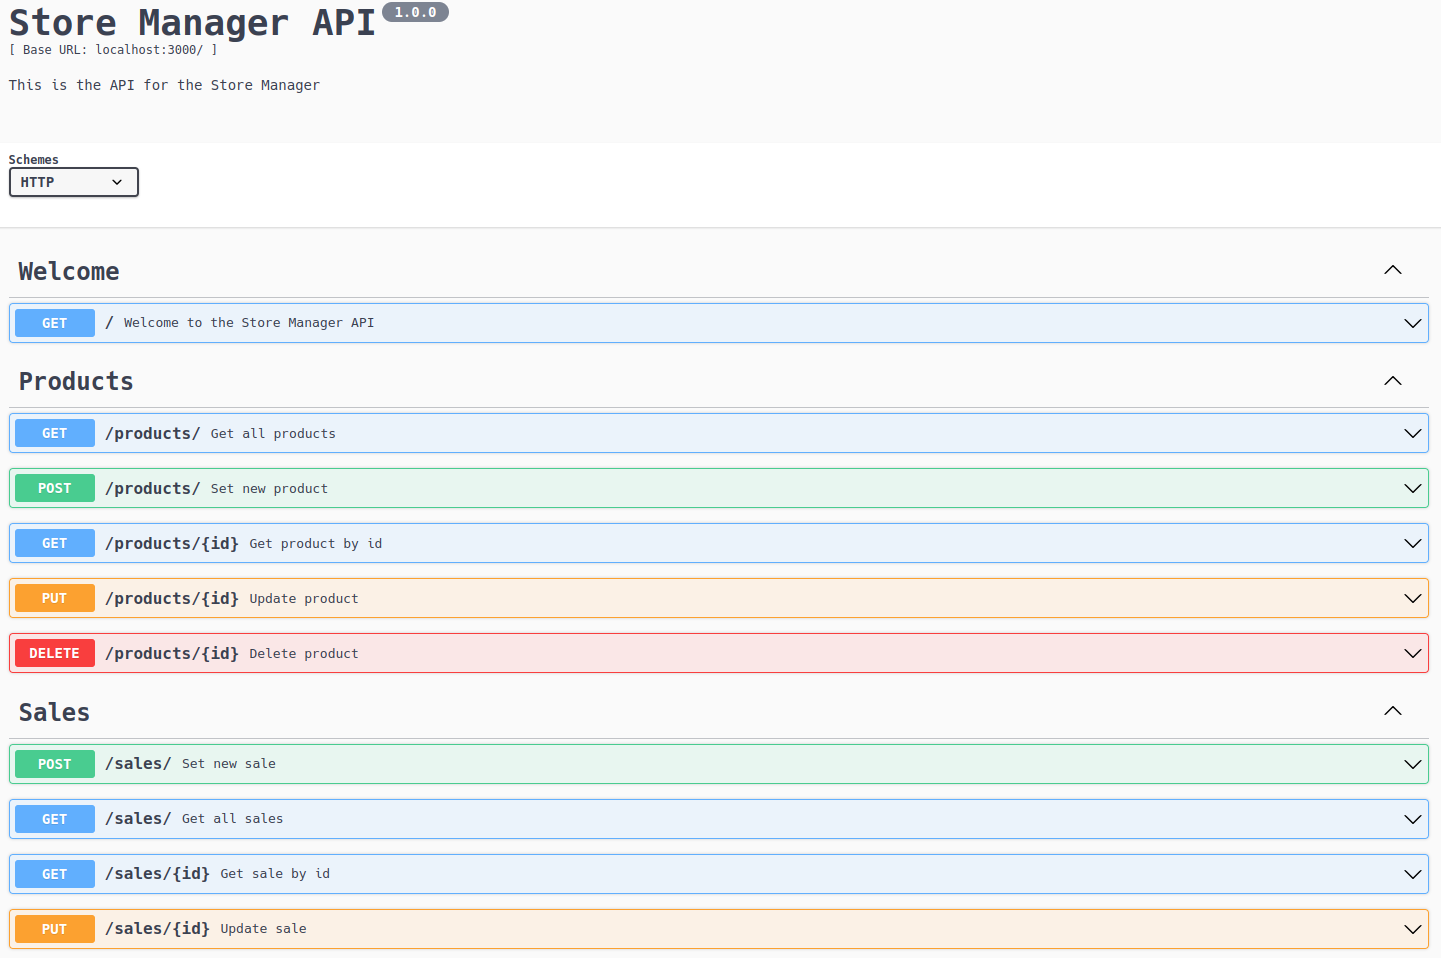 Store Manager API 1.0.0
[ Base URL: localhost:3000/ ]
This is the API for the Store Manager
Schemes
HTTP
Welcome
GET / Welcome to the Store Manager API
Products
GET /products/ Get all products
POST /products/ Set new product
GET /products/{id} Get product by id
PUT /products/{id} Update product
DELETE /products/{id} Delete product
Sales
POST /sales/ Set new sale
GET /sales/ Get all sales
GET /sales/{id} Get sale by id
PUT /sales/{id} Update sale